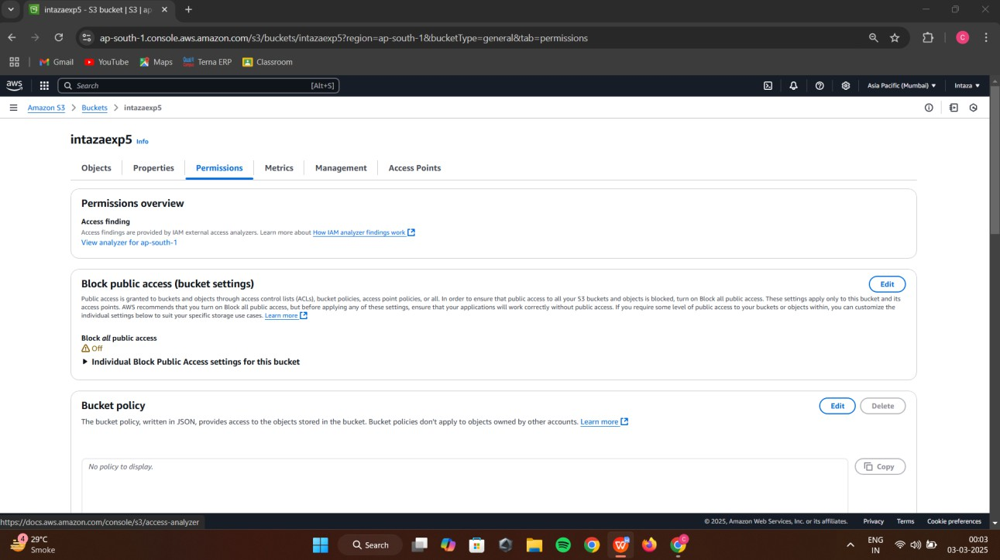 intazaexp5 - S3 bucket | S3 | ap
ap-south-1.console.aws.amazon.com/s3/buckets/intazaexp5?region=ap-south-1&bucketType=general&tab=permissions
C
Gmail YouTube Maps Terna ERP Classroom
aws Search [Alt+S] Asia Pacific (Mumbai) Intaza
Amazon S3 > Buckets > intazaexp5
intazaexp5 Info
Objects Properties Permissions Metrics Management Access Points
Permissions overview
Access finding
Access findings are provided by IAM external access analyzers. Learn more about How IAM analyzer findings work
View analyzer for ap-south-1
Block public access (bucket settings) Edit
Public access is granted to buckets and objects through access control lists (ACLs), bucket policies, access point policies, or all. In order to ensure that public access to all your S3 buckets and objects is blocked, turn on Block all public access. These settings apply only to this bucket and its
access points. AWS recommends that you turn on Block all public access, but before applying any of these settings, ensure that your applications will work correctly without public access. If you require some level of public access to your buckets or objects within, you can customize the
individual settings below to suit your specific storage use cases. Learn more
Block all public access
Off
Individual Block Public Access settings for this bucket
Bucket policy Edit Delete
The bucket policy, written in JSON, provides access to the objects stored in the bucket. Bucket policies don't apply to objects owned by other accounts. Learn more
No policy to display. Copy
https://docs.aws.amazon.com/console/s3/access-analyzer © 2025, Amazon Web Services, Inc. or its affiliates. Privacy Terms Cookie preferences
4 29°C
Smoke
Search
W
C
ENG
IN
00:03
03-03-2025